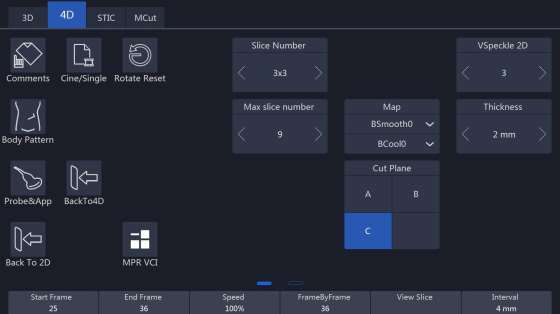 3D 4D STIC MCut
Comments Cine/Single Rotate Reset
Slice Number
3x3
VSpeckle 2D
3
Body Pattern
Max slice number
9
Map
BSmooth0
BCool0
Thickness
2 mm
Probe&App BackTo4D
Cut Plane
A B
C
Back To 2D MPR VCI
Start Frame End Frame Speed FrameByFrame View Slice Interval
25 36 100% 36 4 mm